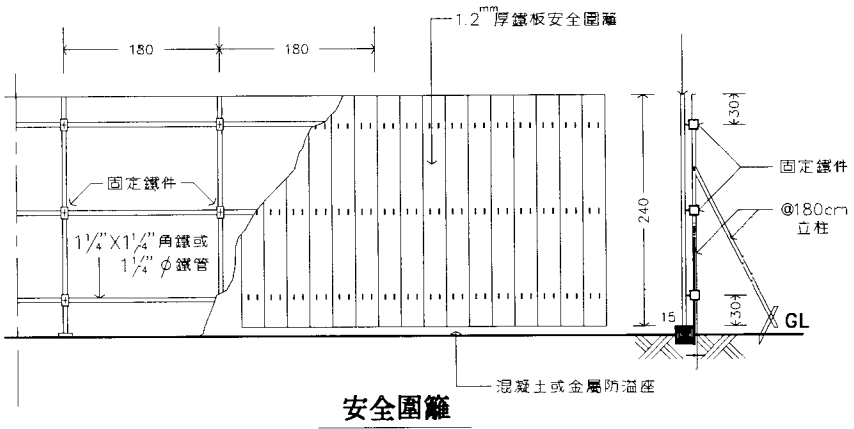 180
180
1.2mm厚鐵板安全圍籬
固定鐵件
1¼"X1¼"角鐵或
1¼"φ鐵管
240
30
固定鐵件
@180cm
立柱
30
15
GL
混凝土或金屬防溢座
安全圍籬